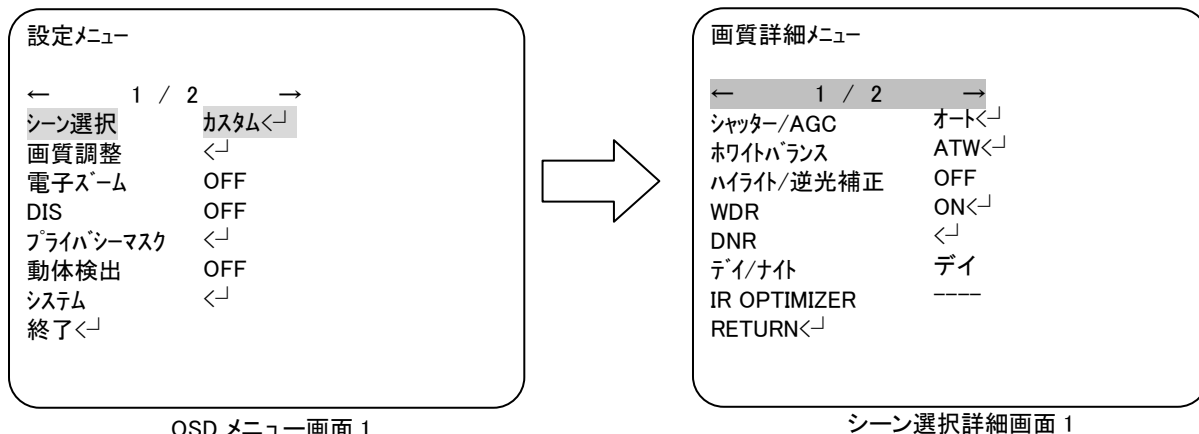 設定メニュー
← 1 / 2 →
シーン選択 カスタム<┘
画質調整 <┘
電子ズーム OFF
DIS OFF
プライバシーマスク <┘
動体検出 OFF
システム <┘
終了<┘
OSD メニュー画面 1
画質詳細メニュー
← 1 / 2 →
シャッター/AGC オート<┘
ホワイトバランス ATW<┘
ハイライト/逆光補正 OFF
WDR ON<┘
DNR <┘
デイ/ナイト デイ
IR OPTIMIZER ----
RETURN<┘
シーン選択詳細画面 1